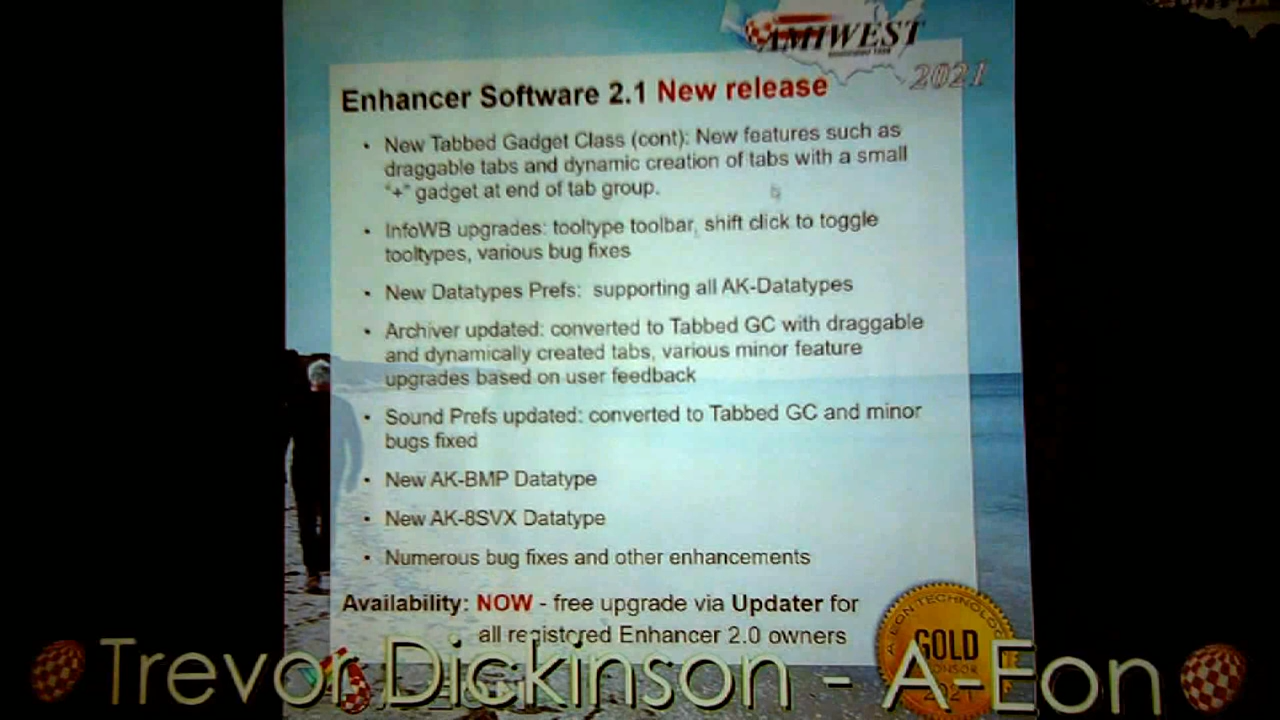 AMIWEST
2021
Enhancer Software 2.1 New release
• New Tabbed Gadget Class (cont): New features such as
draggable tabs and dynamic creation of tabs with a small
"+" gadget at end of tab group.
• InfoWB upgrades: tooltype toolbar, shift click to toggle
tooltypes, various bug fixes
• New Datatypes Prefs: supporting all AK-Datatypes
• Archiver updated: converted to Tabbed GC with draggable
and dynamically created tabs, various minor feature
upgrades based on user feedback
• Sound Prefs updated: converted to Tabbed GC and minor
bugs fixed
• New AK-BMP Datatype
• New AK-8SVX Datatype
• Numerous bug fixes and other enhancements
Availability: NOW - free upgrade via Updater for
all registered Enhancer 2.0 owners
A-EON TECHNOLOG
GOLD
2021
Trevor Dickinson - A-Eon